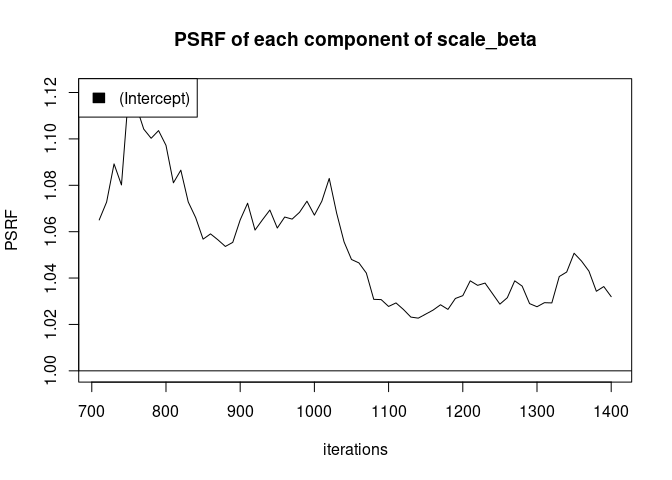 PSRF of each component of scale_beta
(Intercept)
PSRF
1.12
1.10
1.08
1.06
1.04
1.02
1.00
700 800 900 1000 1100 1200 1300 1400
iterations